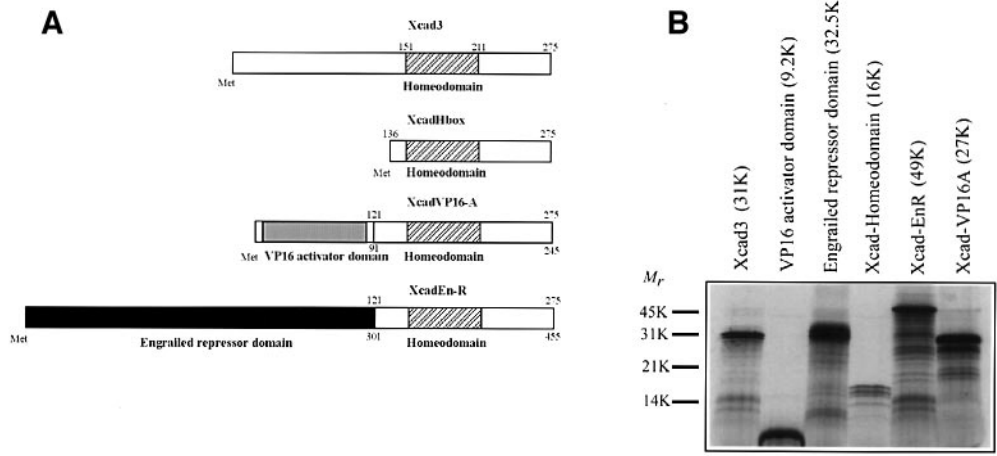 A
Xcad3
151
211
275
Met
Homeodomain
XcadHbox
136
275
Met
Homeodomain
XcadVP16-A
121
275
91
245
Met
VP16 activator domain
Homeodomain
XcadEn-R
121
275
Met
301
455
Engrailed repressor domain
Homeodomain
B
Xcad3 (31K)
VP16 activator domain (9.2K)
Engrailed repressor domain (32.5K
Xcad-Homeodomain (16K)
Xcad-EnR (49K)
Xcad-VP16A (27K)
Mr
45K
31K
21K
14K